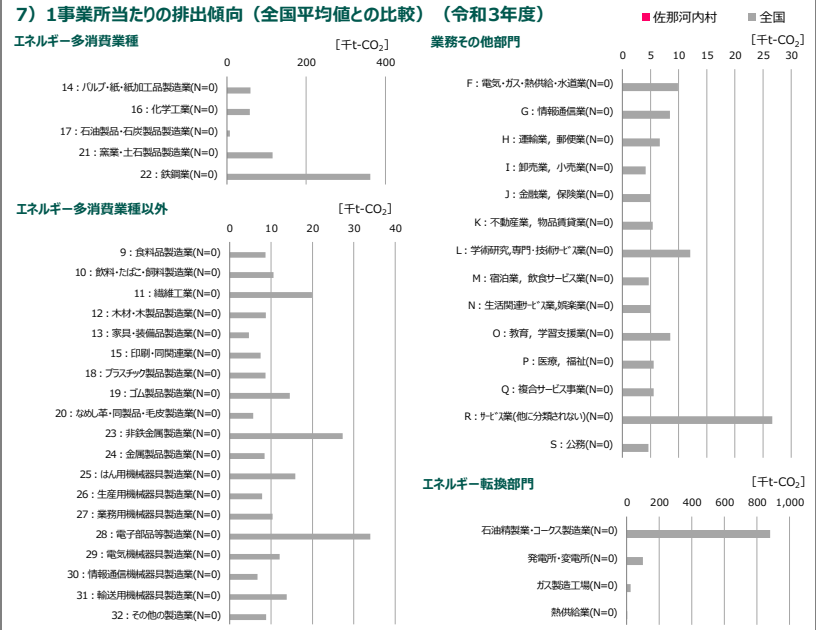 7）1事業所当たりの排出傾向（全国平均値との比較）（令和3年度）
■佐那河内村 ■全国
エネルギー多消費業種
［千t-CO₂］
0 200 400
14：パルプ・紙・紙加工品製造業(N=0)
16：化学工業(N=0)
17：石油製品・石炭製品製造業(N=0)
21：窯業・土石製品製造業(N=0)
22：鉄鋼業(N=0)
エネルギー多消費業種以外
［千t-CO₂］
0 10 20 30 40
9：食料品製造業(N=0)
10：飲料・たばこ・飼料製造業(N=0)
11：繊維工業(N=0)
12：木材・木製品製造業(N=0)
13：家具・装備品製造業(N=0)
15：印刷・同関連業(N=0)
18：プラスチック製品製造業(N=0)
19：ゴム製品製造業(N=0)
20：なめし革・同製品・毛皮製造業(N=0)
23：非鉄金属製造業(N=0)
24：金属製品製造業(N=0)
25：はん用機械器具製造業(N=0)
26：生産用機械器具製造業(N=0)
27：業務用機械器具製造業(N=0)
28：電子部品等製造業(N=0)
29：電気機械器具製造業(N=0)
30：情報通信機械器具製造業(N=0)
31：輸送用機械器具製造業(N=0)
32：その他の製造業(N=0)
業務その他部門
［千t-CO₂］
0 5 10 15 20 25 30
F：電気・ガス・熱供給・水道業(N=0)
G：情報通信業(N=0)
H：運輸業，郵便業(N=0)
I：卸売業，小売業(N=0)
J：金融業，保険業(N=0)
K：不動産業，物品賃貸業(N=0)
L：学術研究,専門・技術サービス業(N=0)
M：宿泊業，飲食サービス業(N=0)
N：生活関連サービス業,娯楽業(N=0)
O：教育，学習支援業(N=0)
P：医療，福祉(N=0)
Q：複合サービス事業(N=0)
R：サービス業(他に分類されない)(N=0)
S：公務(N=0)
エネルギー転換部門
［千t-CO₂］
0 200 400 600 800 1,000
石油精製業・コークス製造業(N=0)
発電所・変電所(N=0)
ガス製造工場(N=0)
熱供給業(N=0)